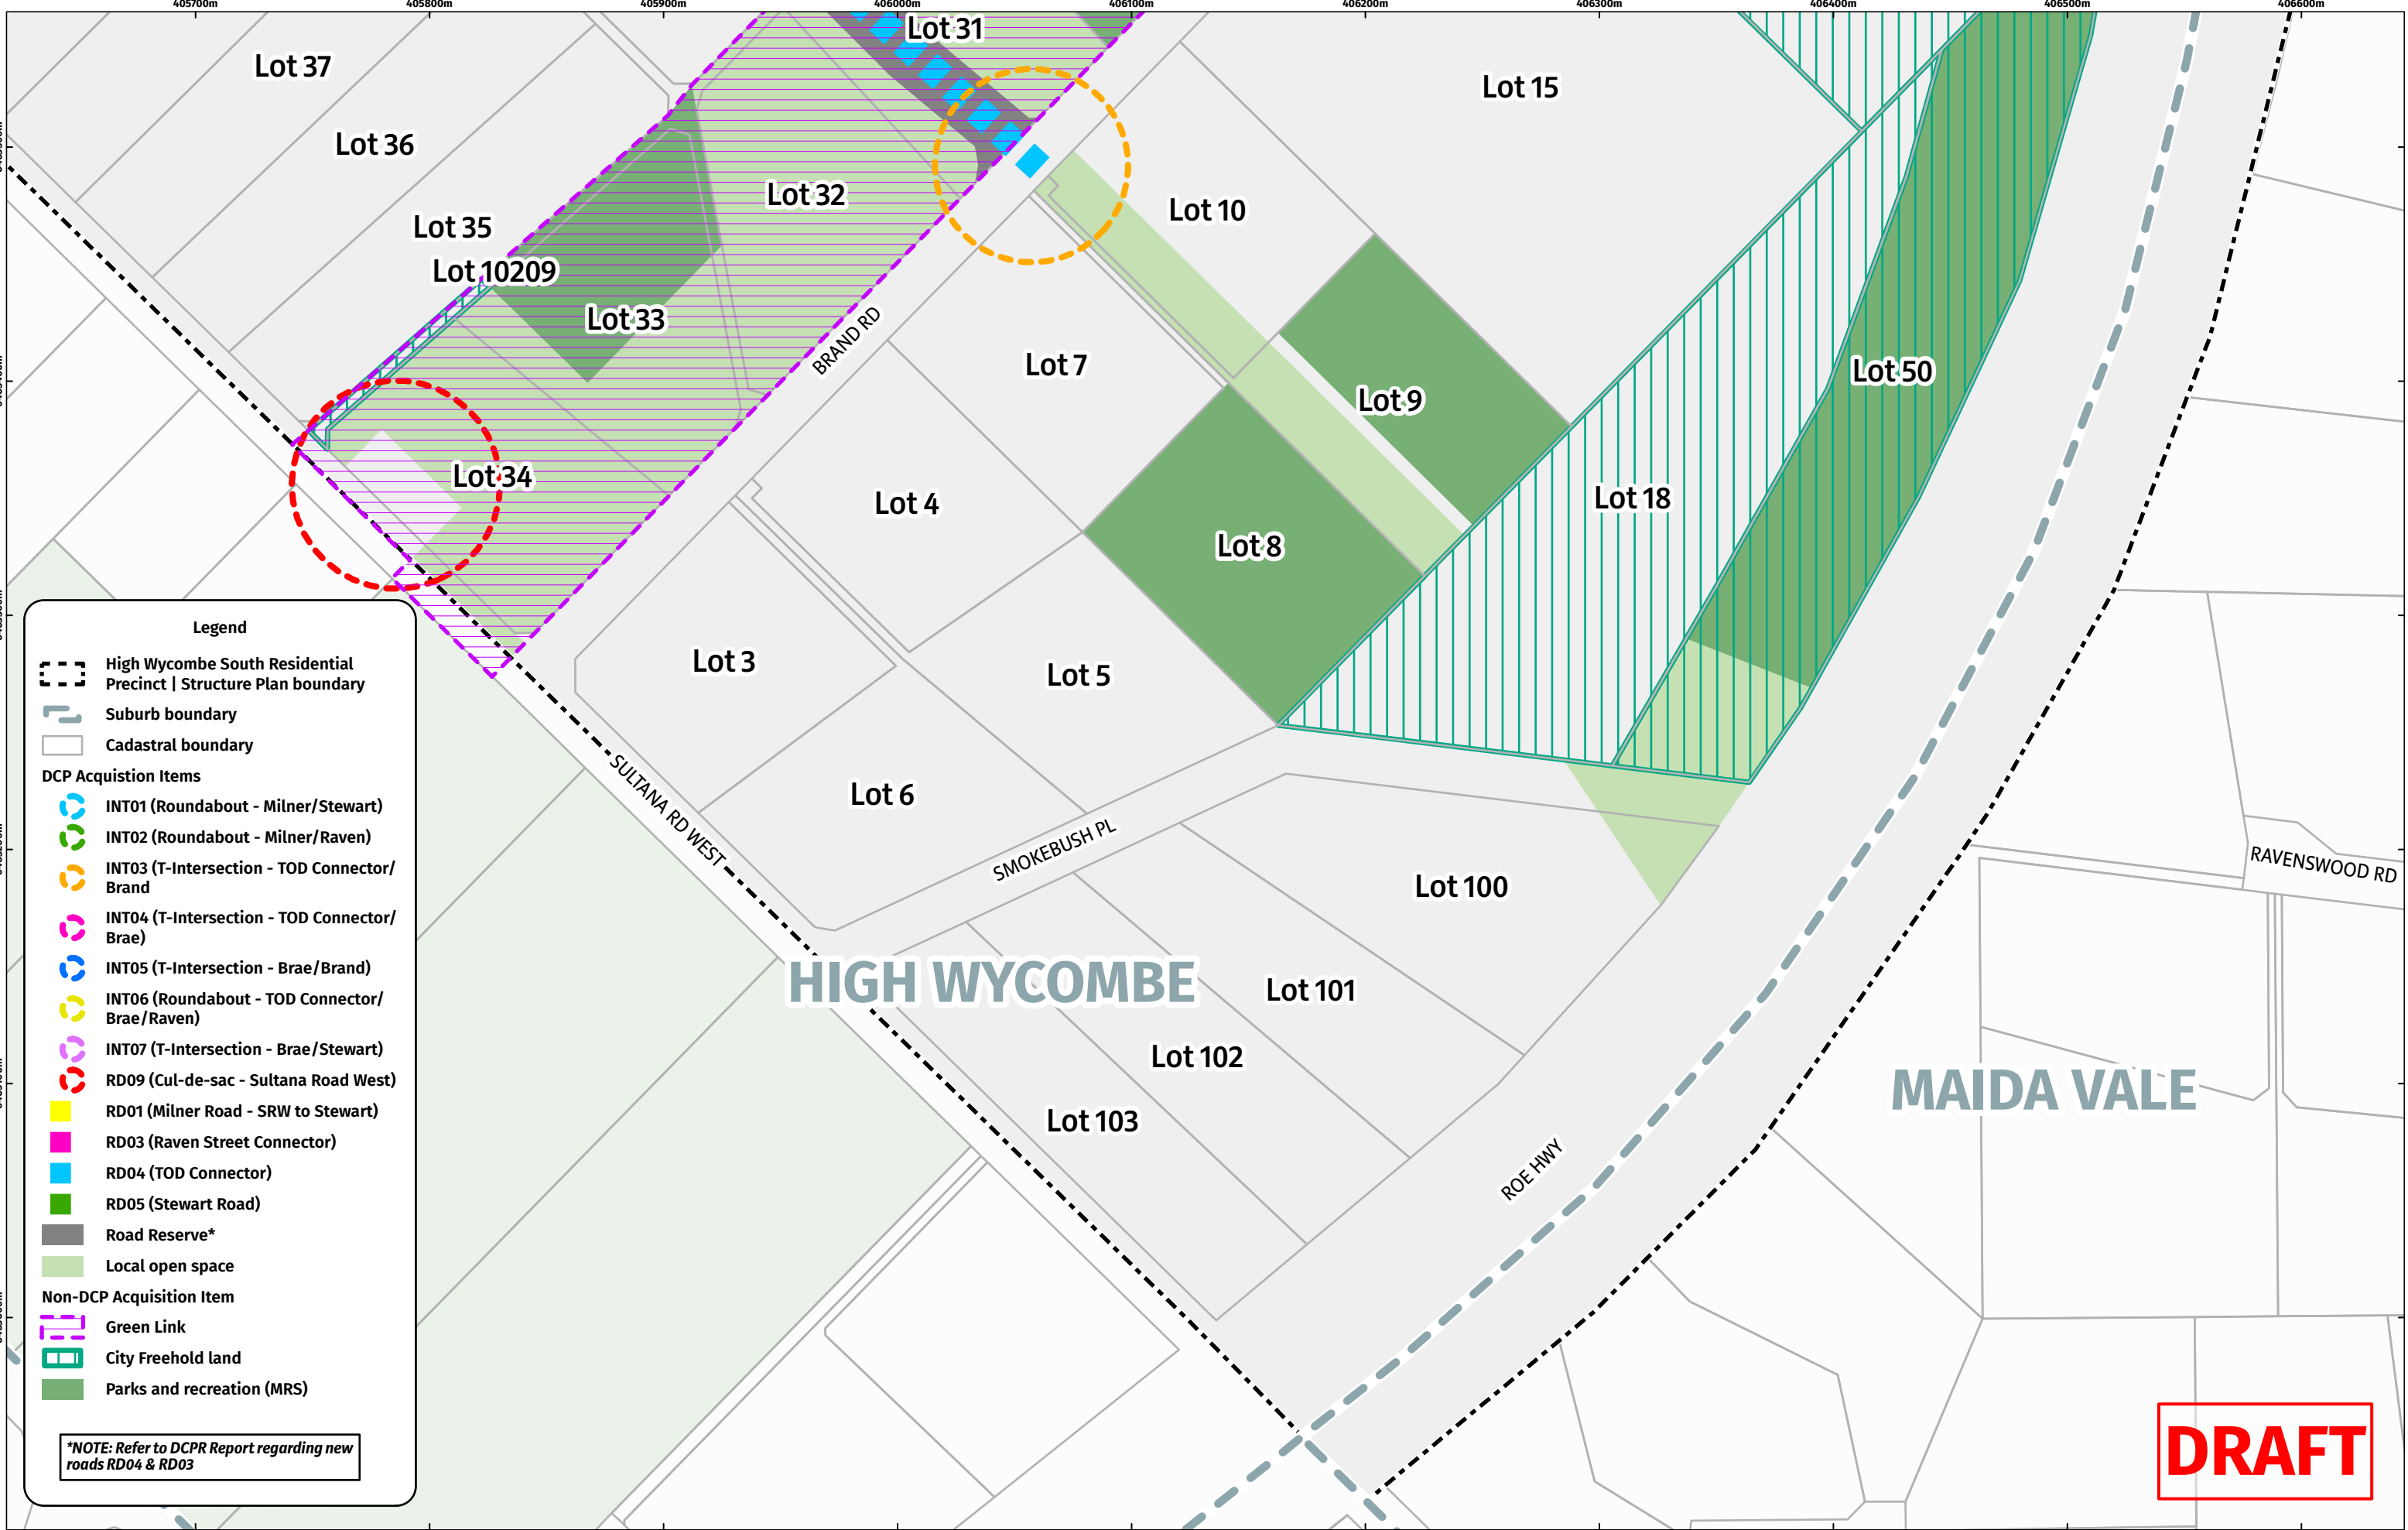 405700m
405800m
405900m
406000m
406100m
406200m
406300m
406400m
406500m
406600m
Lot 31
Lot 37
Lot 15
Lot 36
Lot 32
Lot 10
Lot 35
Lot 10209
Lot 33
BRAND RD
Lot 7
Lot 50
Lot 9
Lot 34
Lot 4
Lot 18
Lot 8
Lot 3
Lot 5
SULTANA RD WEST
Lot 6
SMOKEBUSH PL
Lot 100
RAVENSWOOD RD
HIGH WYCOMBE
Lot 101
Lot 102
MAIDA VALE
Lot 103
ROE HWY
Legend
High Wycombe South Residential
Precinct | Structure Plan boundary
Suburb boundary
Cadastral boundary
DCP Acquistion Items
INT01 (Roundabout - Milner/Stewart)
INT02 (Roundabout - Milner/Raven)
INT03 (T-Intersection - TOD Connector/
Brand
INT04 (T-Intersection - TOD Connector/
Brae)
INT05 (T-Intersection - Brae/Brand)
INT06 (Roundabout - TOD Connector/
Brae/Raven)
INT07 (T-Intersection - Brae/Stewart)
RD09 (Cul-de-sac - Sultana Road West)
RD01 (Milner Road - SRW to Stewart)
RD03 (Raven Street Connector)
RD04 (TOD Connector)
RD05 (Stewart Road)
Road Reserve*
Local open space
Non-DCP Acquisition Item
Green Link
City Freehold land
Parks and recreation (MRS)
*NOTE: Refer to DCPR Report regarding new
roads RD04 & RD03
DRAFT